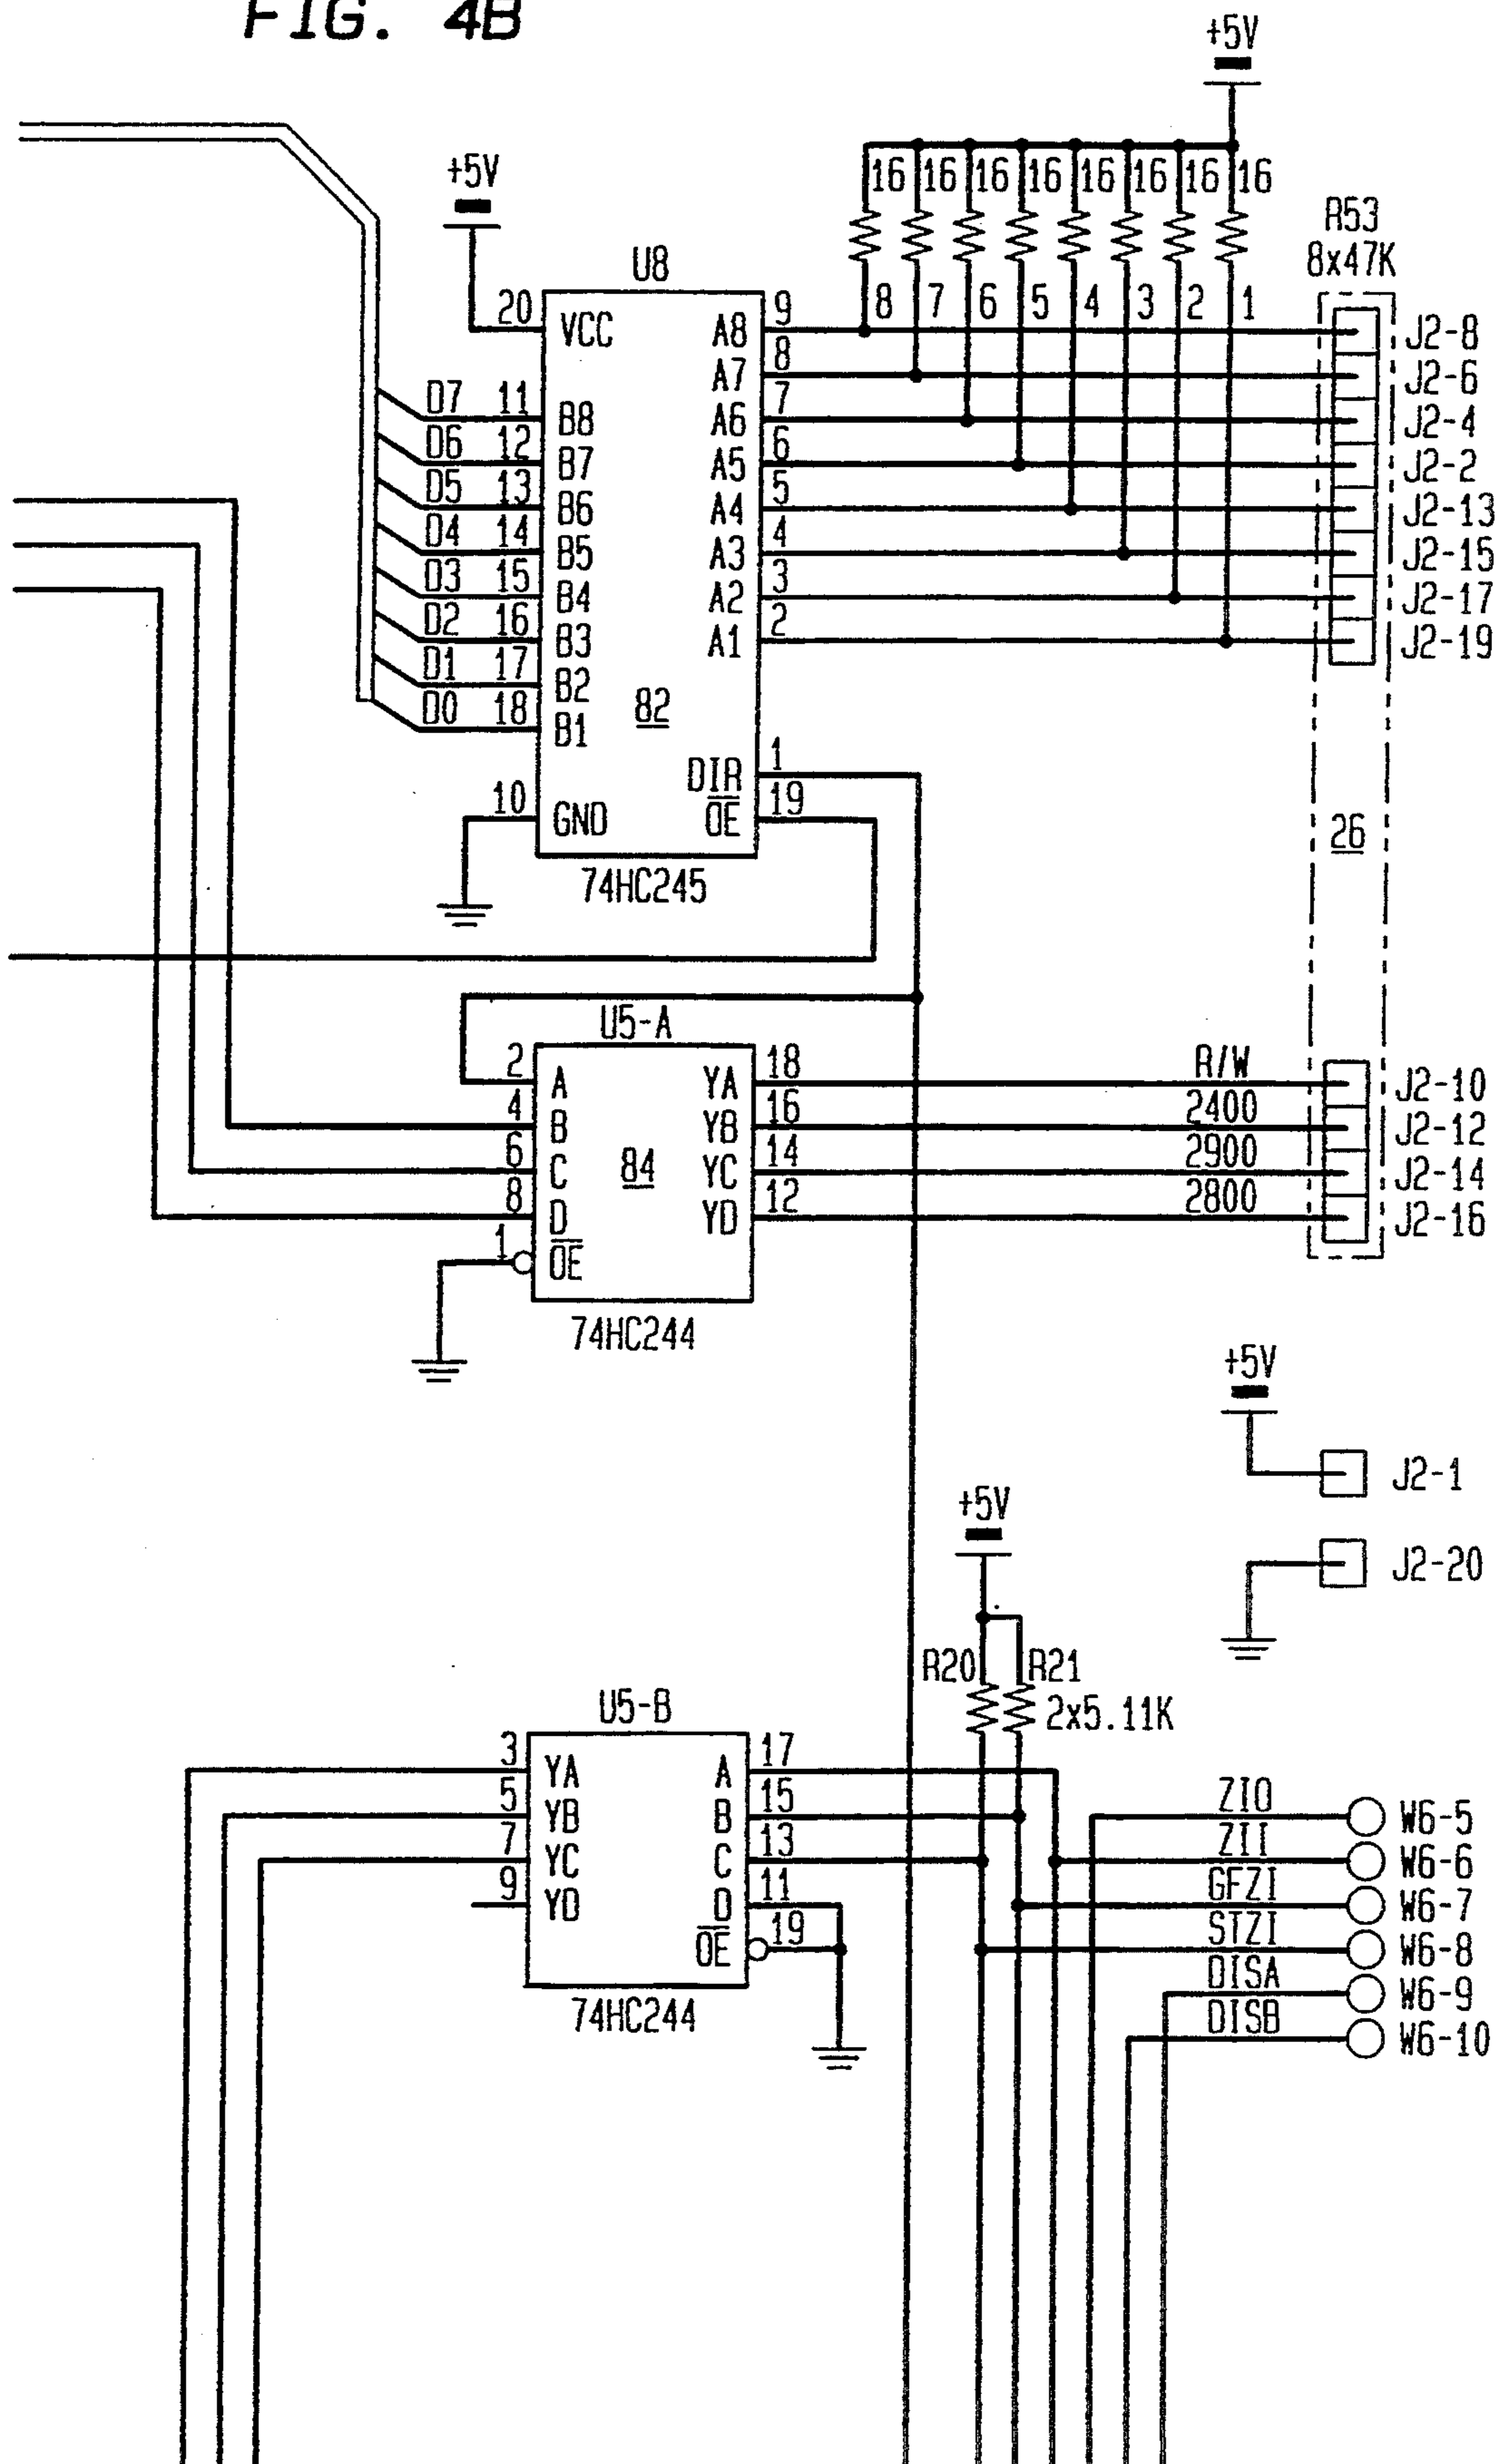 FIG. 4B
+5V
+5V
16 16 16 16 16 16 16 16
R53
8x47K
U8
8 7 6 5 4 3 2 1
20 VCC A8 9 J2-8
A7 8 J2-6
D7 11 B8 A6 7 J2-4
D6 12 B7 A5 6 J2-2
D5 13 B6 A4 5 J2-13
D4 14 B5 A3 4 J2-15
D3 15 B4 A2 3 J2-17
D2 16 B3 A1 2 J2-19
D1 17 B2
D0 18 B1
82
DIR 1
10 GND OE 19
26
74HC245
U5-A
2 A YA 18 R/W J2-10
4 B YB 16 2400 J2-12
6 C 84 YC 14 2900 J2-14
8 D YD 12 2800 J2-16
1 OE
74HC244
+5V
J2-1
+5V
J2-20
R20 R21
2x5.11K
U5-B
3 YA A 17
5 YB B 15 ZIO W6-5
7 YC C 13 ZII W6-6
9 YD D 11 GFZI W6-7
OE 19 STZI W6-8
DISA W6-9
74HC244
DISB W6-10